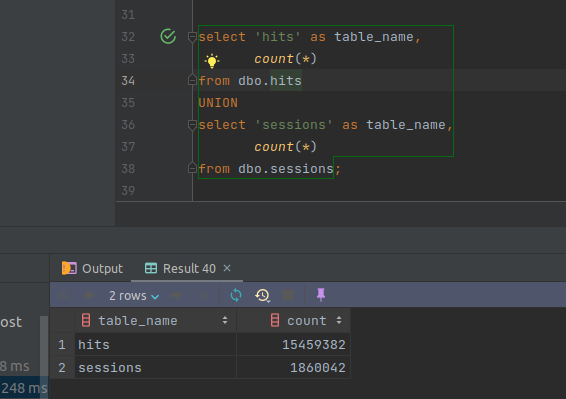 31
32 select 'hits' as table_name,
33 count(*)
34 from dbo.hits
35 UNION
36 select 'sessions' as table_name,
37 count(*)
38 from dbo.sessions;
39
Output Result 40 ×
2 rows
ost
table_name count
1 hits 15459382
8 ms
2 sessions 1860042
248 ms